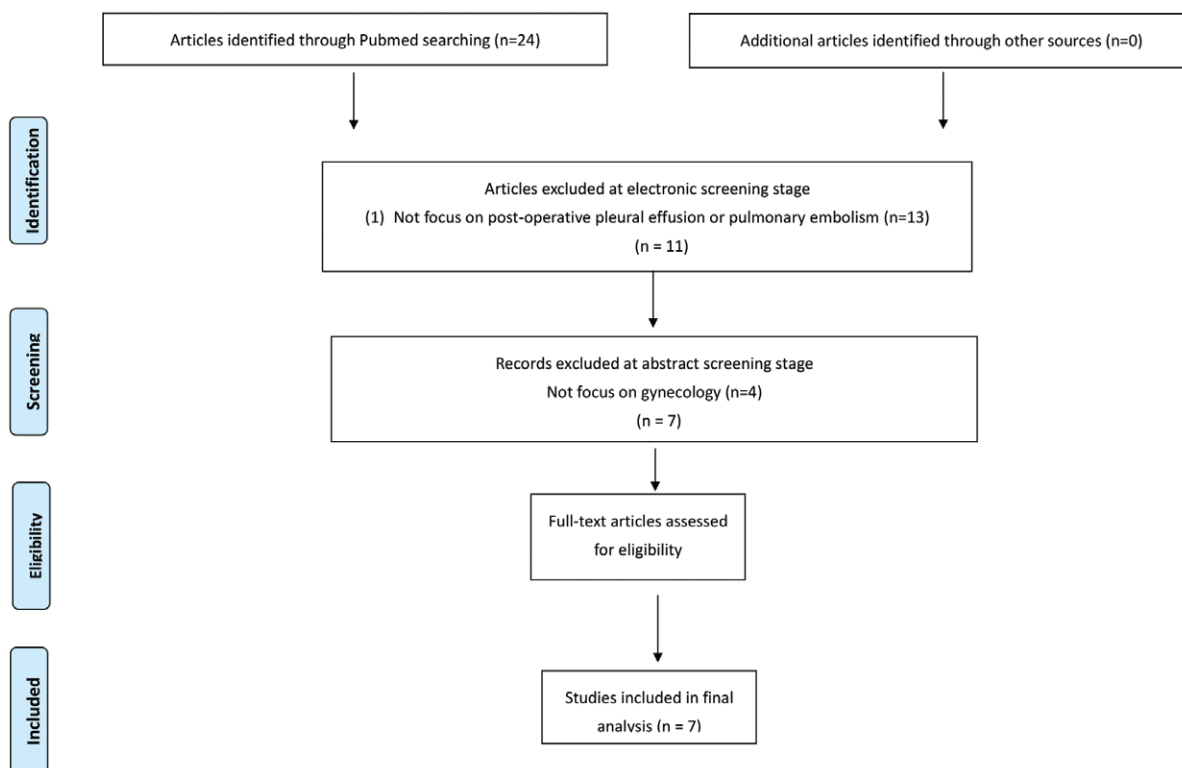 Articles identified through Pubmed searching (n=24)
Additional articles identified through other sources (n=0)
Identification
Articles excluded at electronic screening stage
(1) Not focus on post-operative pleural effusion or pulmonary embolism (n=13)
(n = 11)
Screening
Records excluded at abstract screening stage
Not focus on gynecology (n=4)
(n = 7)
Eligibility
Full-text articles assessed
for eligibility
Included
Studies included in final
analysis (n = 7)